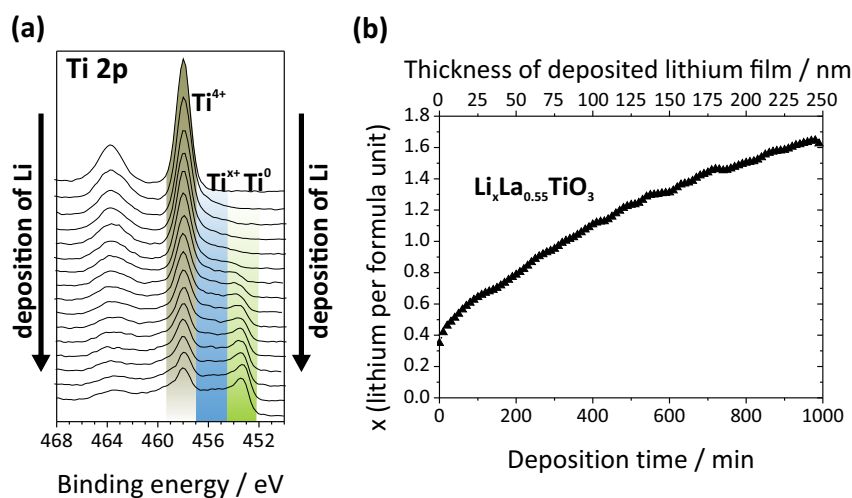 (a)
Ti 2p
Ti⁴⁺
Tiˣ⁺ Ti⁰
deposition of Li
deposition of Li
468 464 460 456 452
Binding energy / eV
(b)
Thickness of deposited lithium film / nm
0 25 50 75 100 125 150 175 200 225 250
1.8
1.6
1.4
1.2
1.0
0.8
0.6
0.4
0.2
0.0
x (lithium per formula unit)
LiₓLa₀.₅₅TiO₃
0 200 400 600 800 1000
Deposition time / min